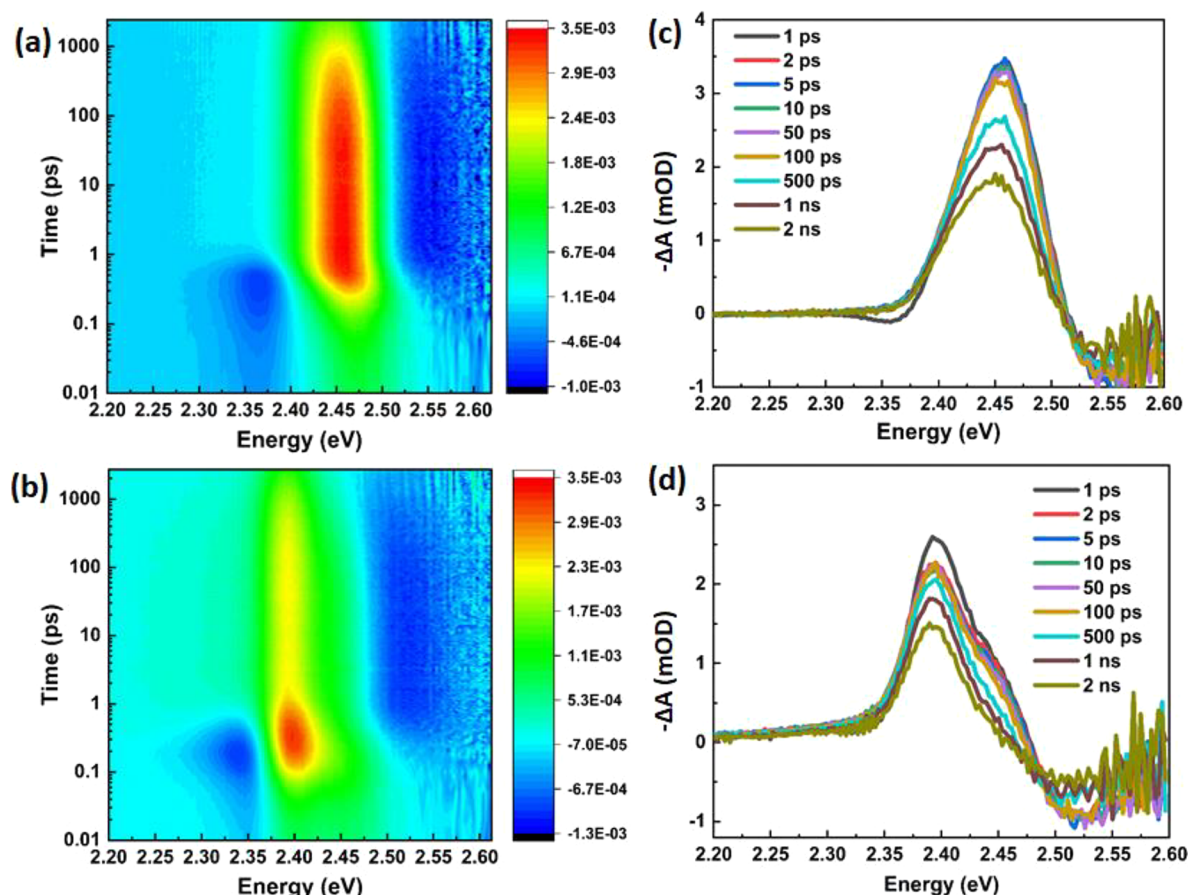 (a)
1000
100
10
1
0.1
0.01
Time (ps)
2.20 2.25 2.30 2.35 2.40 2.45 2.50 2.55 2.60
Energy (eV)
3.5E-03
2.9E-03
2.4E-03
1.8E-03
1.2E-03
6.7E-04
1.1E-04
-4.6E-04
-1.0E-03
(c)
1 ps
2 ps
5 ps
10 ps
50 ps
100 ps
500 ps
1 ns
2 ns
4
3
2
1
0
-1
-ΔA (mOD)
2.20 2.25 2.30 2.35 2.40 2.45 2.50 2.55 2.60
Energy (eV)
(b)
1000
100
10
1
0.1
0.01
Time (ps)
2.20 2.25 2.30 2.35 2.40 2.45 2.50 2.55 2.60
Energy (eV)
3.5E-03
2.9E-03
2.3E-03
1.7E-03
1.1E-03
5.3E-04
-7.0E-05
-6.7E-04
-1.3E-03
(d)
1 ps
2 ps
5 ps
10 ps
50 ps
100 ps
500 ps
1 ns
2 ns
3
2
1
0
-1
-ΔA (mOD)
2.20 2.25 2.30 2.35 2.40 2.45 2.50 2.55 2.60
Energy (eV)